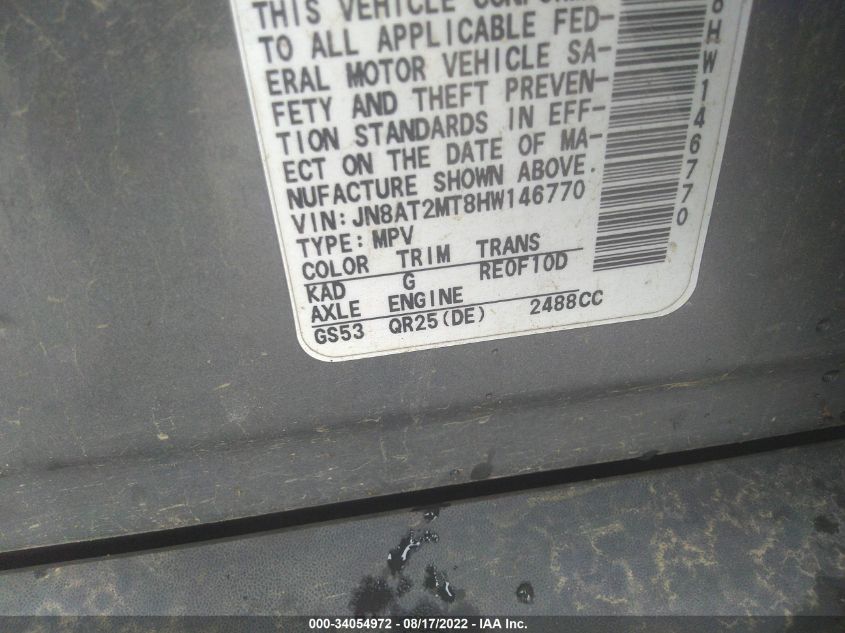 THIS VEHICLE CONFORMS
TO ALL APPLICABLE FED-
ERAL MOTOR VEHICLE SA-
FETY AND THEFT PREVEN-
TION STANDARDS IN EFF-
ECT ON THE DATE OF MA-
NUFACTURE SHOWN ABOVE.
VIN: JN8AT2MT8HW146770
TYPE: MPV
COLOR TRIM TRANS
KAD G RE0F10D
AXLE ENGINE
GS53 QR25(DE) 2488CC
8HW146770
000-34054972 - 08/17/2022 - IAA Inc.